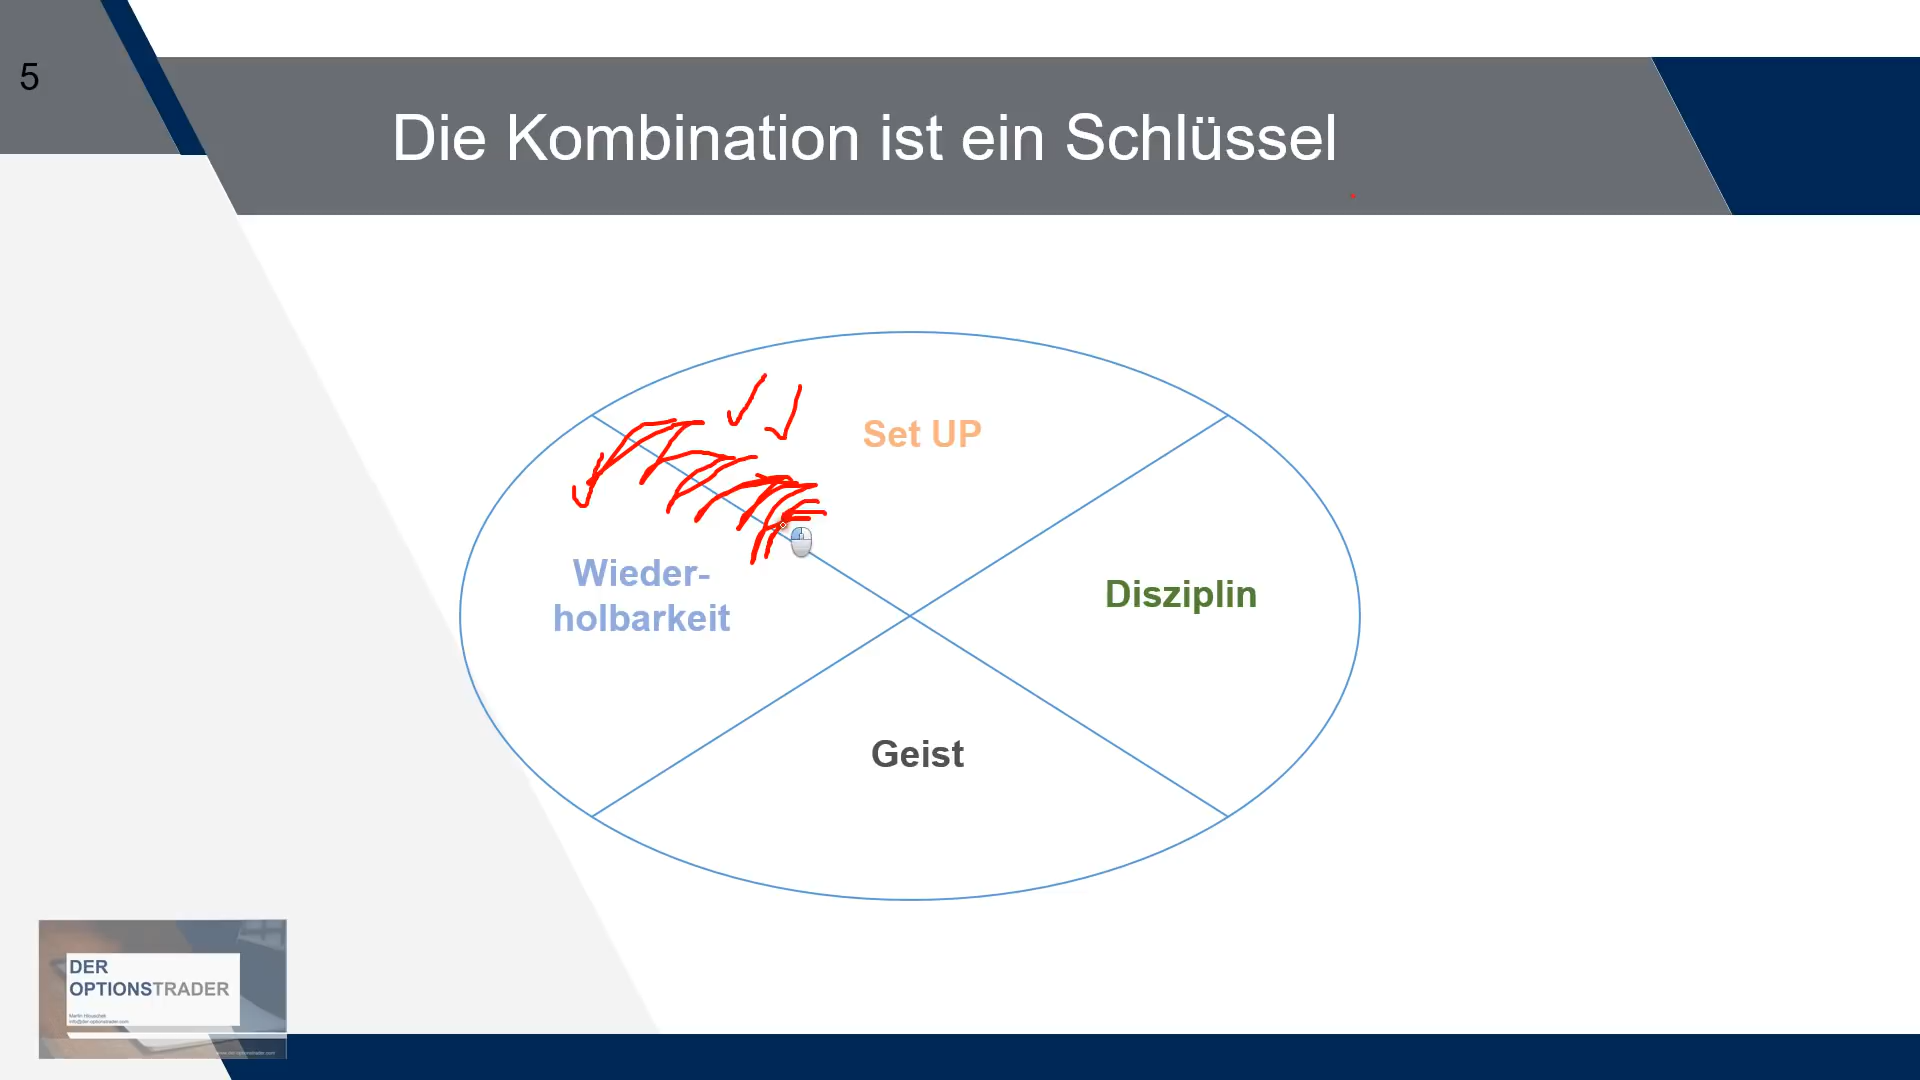 5
Die Kombination ist ein Schlüssel
Set UP
Wieder-
holbarkeit
Disziplin
Geist
DER
OPTIONSTRADER